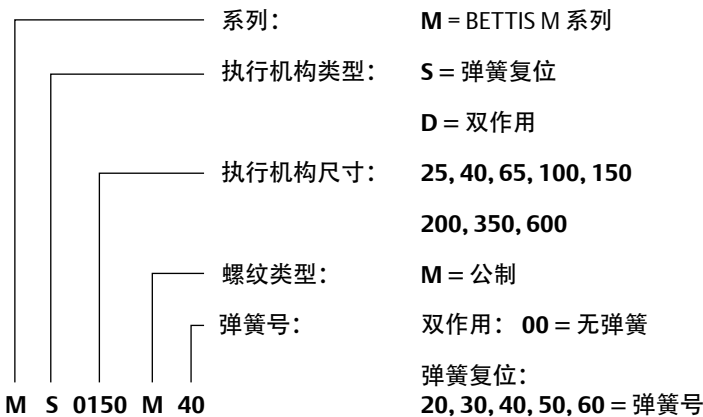 系列： M = BETTIS M 系列
执行机构类型： S = 弹簧复位
D = 双作用
执行机构尺寸： 25, 40, 65, 100, 150
200, 350, 600
螺纹类型： M = 公制
弹簧号： 双作用： 00 = 无弹簧
弹簧复位：
M S 0150 M 40 20, 30, 40, 50, 60 = 弹簧号